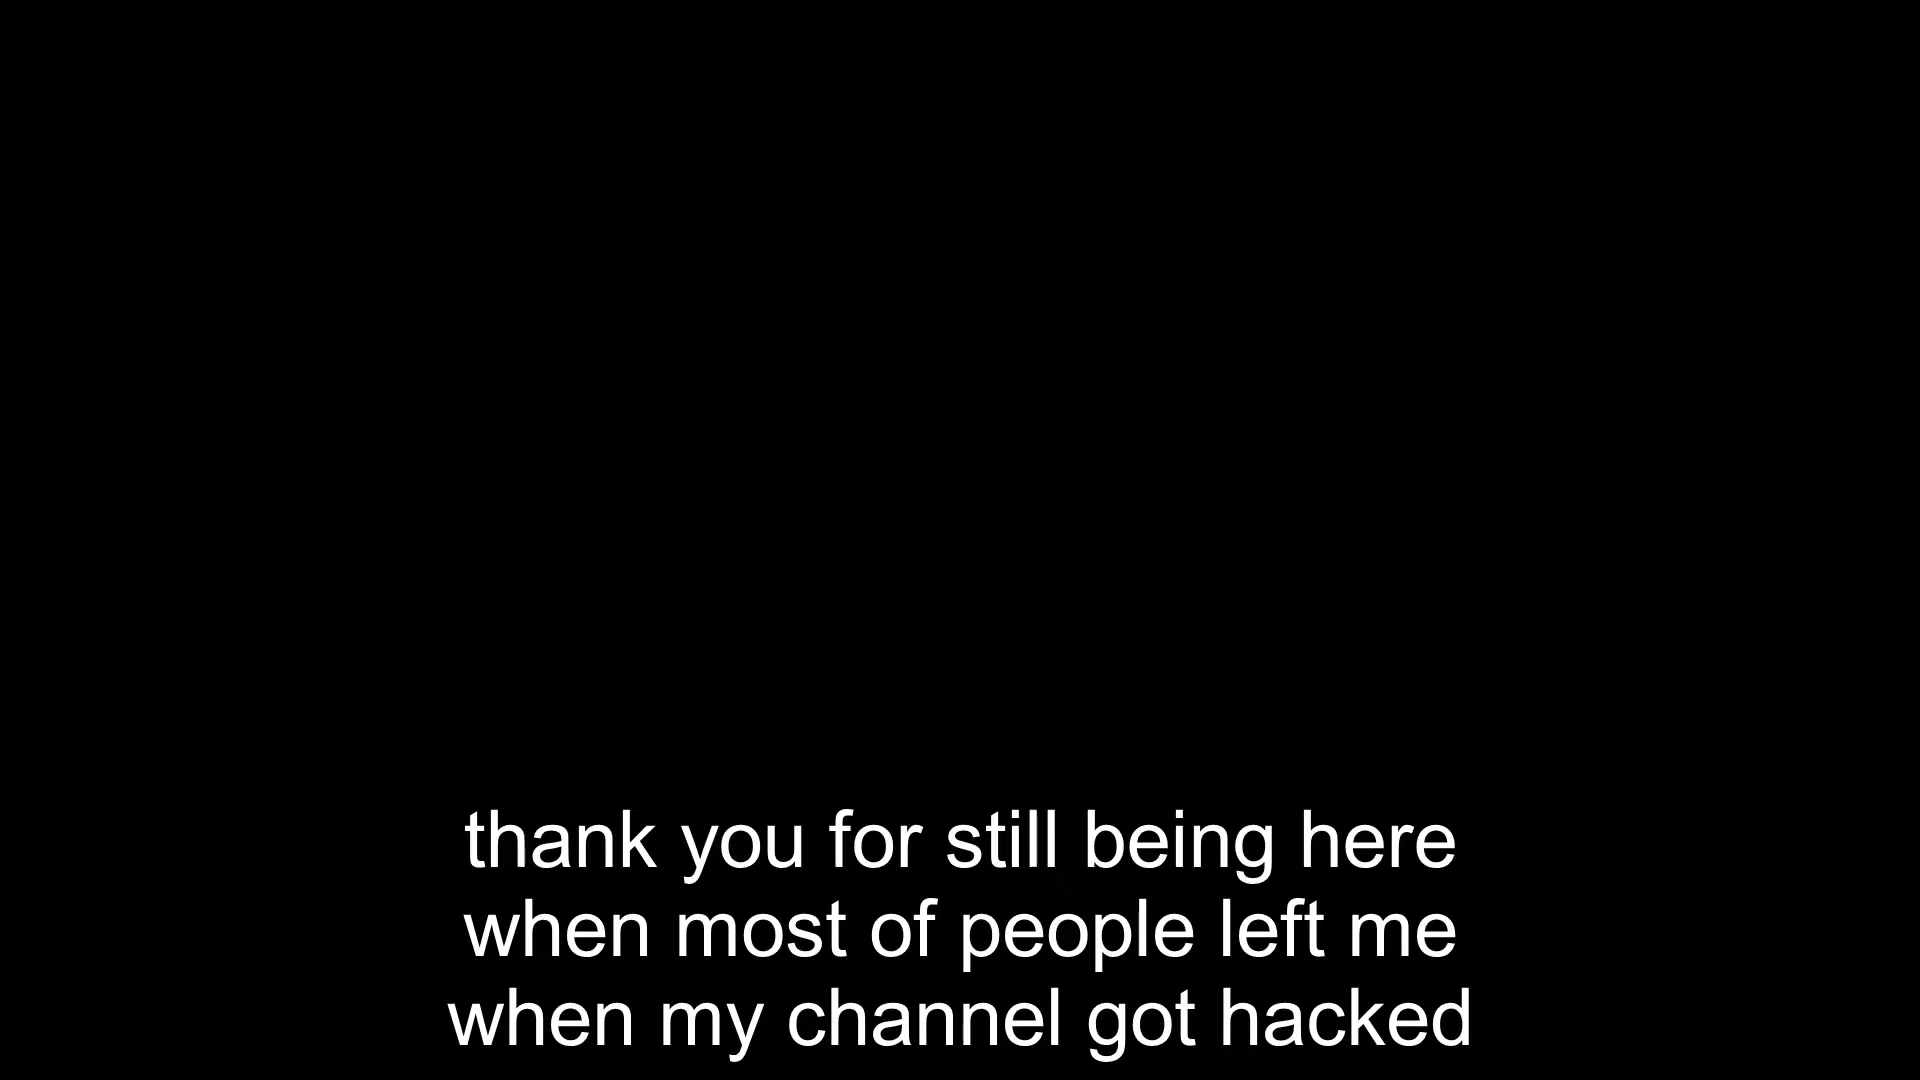 thank you for still being here
when most of people left me
when my channel got hacked